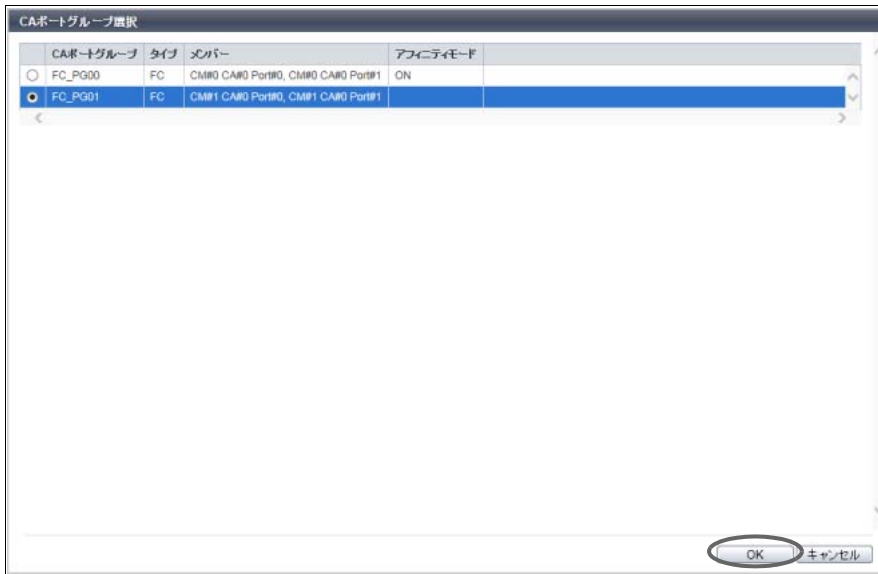 CAポートグループ選択
CAポートグループ タイプ メンバー アフィニティモード
FC_PG00 FC CM#0 CA#0 Port#0, CM#0 CA#0 Port#1 ON
FC_PG01 FC CM#1 CA#0 Port#0, CM#1 CA#0 Port#1
OK キャンセル